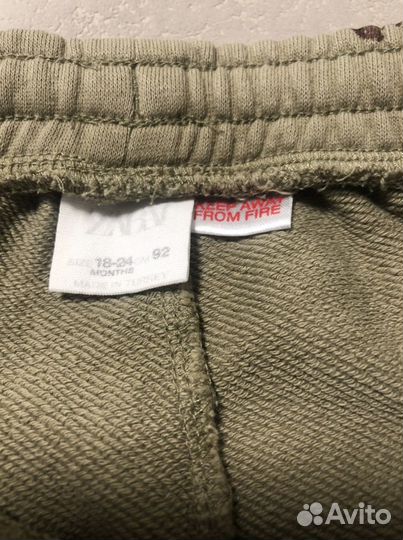 ZARA
SIZE 18-24 CM 92
MONTHS
MADE IN TURKEY
KEEP AWAY
FROM FIRE
Avito